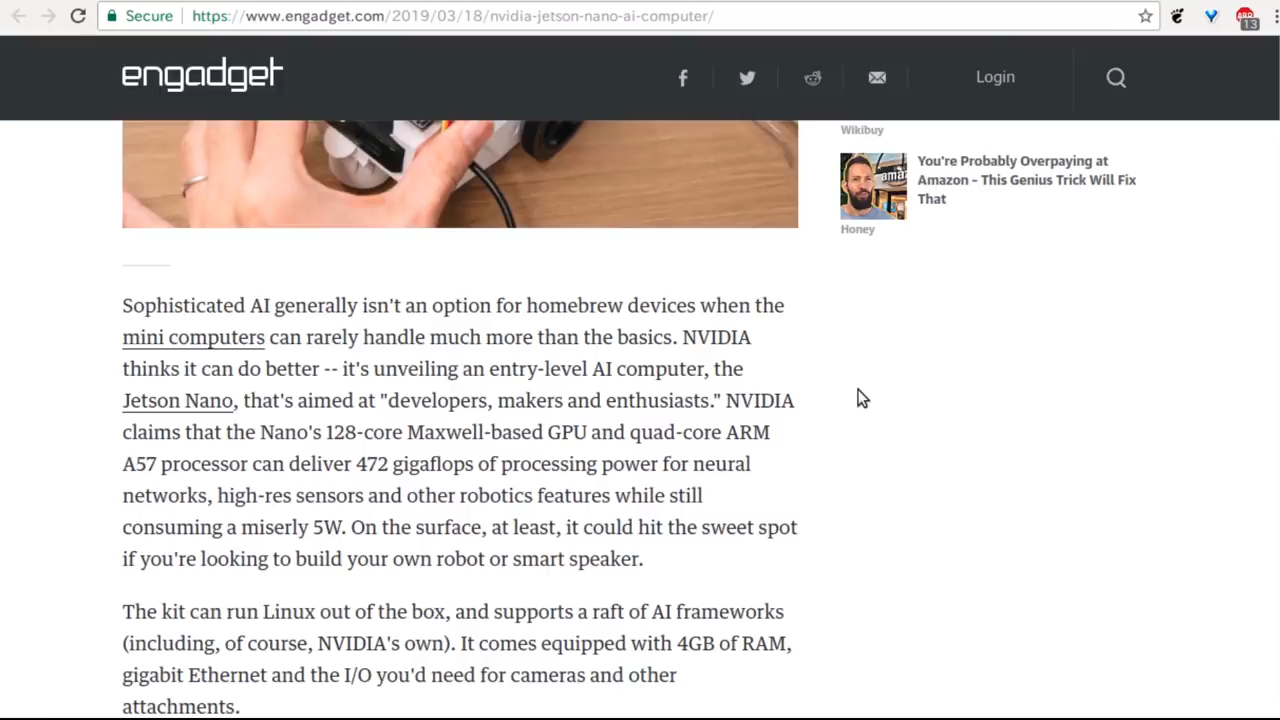 Secure https://www.engadget.com/2019/03/18/nvidia-jetson-nano-ai-computer/
13
engadget
Login
Wikibuy
You're Probably Overpaying at
Amazon – This Genius Trick Will Fix
That
Honey
Sophisticated AI generally isn't an option for homebrew devices when the
mini computers can rarely handle much more than the basics. NVIDIA
thinks it can do better -- it's unveiling an entry-level AI computer, the
Jetson Nano, that's aimed at "developers, makers and enthusiasts." NVIDIA
claims that the Nano's 128-core Maxwell-based GPU and quad-core ARM
A57 processor can deliver 472 gigaflops of processing power for neural
networks, high-res sensors and other robotics features while still
consuming a miserly 5W. On the surface, at least, it could hit the sweet spot
if you're looking to build your own robot or smart speaker.
The kit can run Linux out of the box, and supports a raft of AI frameworks
(including, of course, NVIDIA's own). It comes equipped with 4GB of RAM,
gigabit Ethernet and the I/O you'd need for cameras and other
attachments.